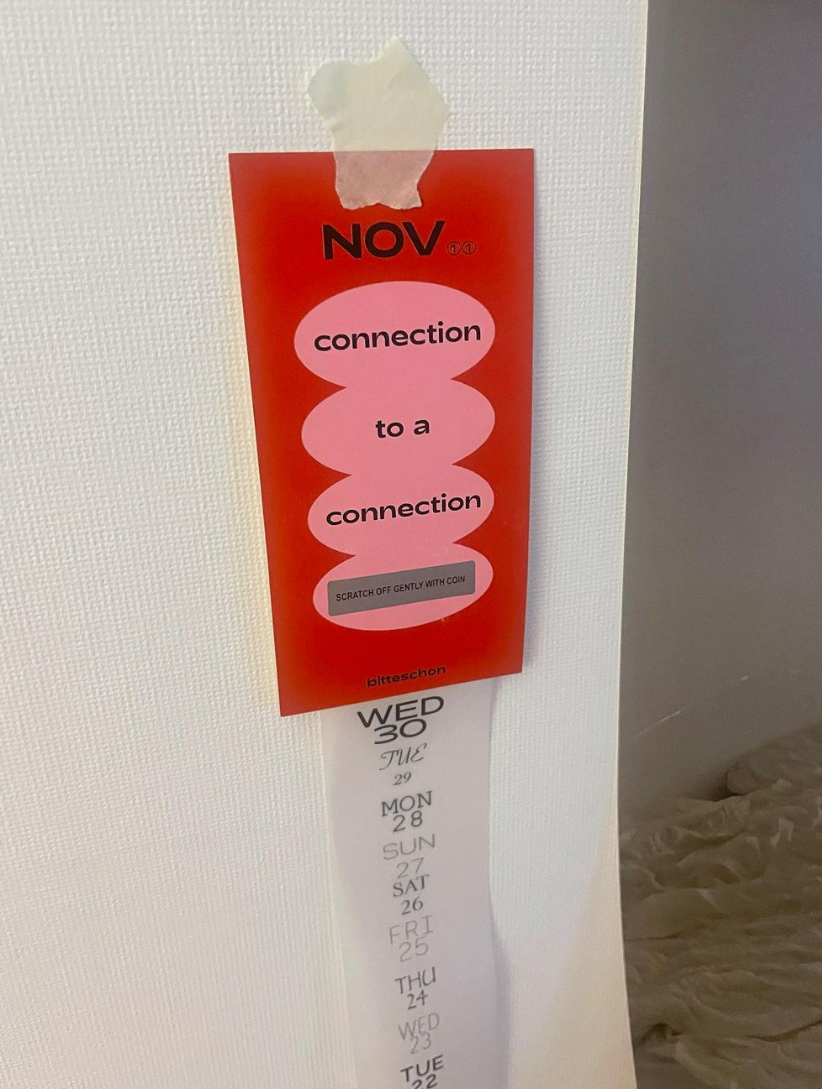 NOV ①①
connection
to a
connection
SCRATCH OFF GENTLY WITH COIN
bitteschon
WED
30
TUE
29
MON
28
SUN
27
SAT
26
FRI
25
THU
24
WED
23
TUE
22